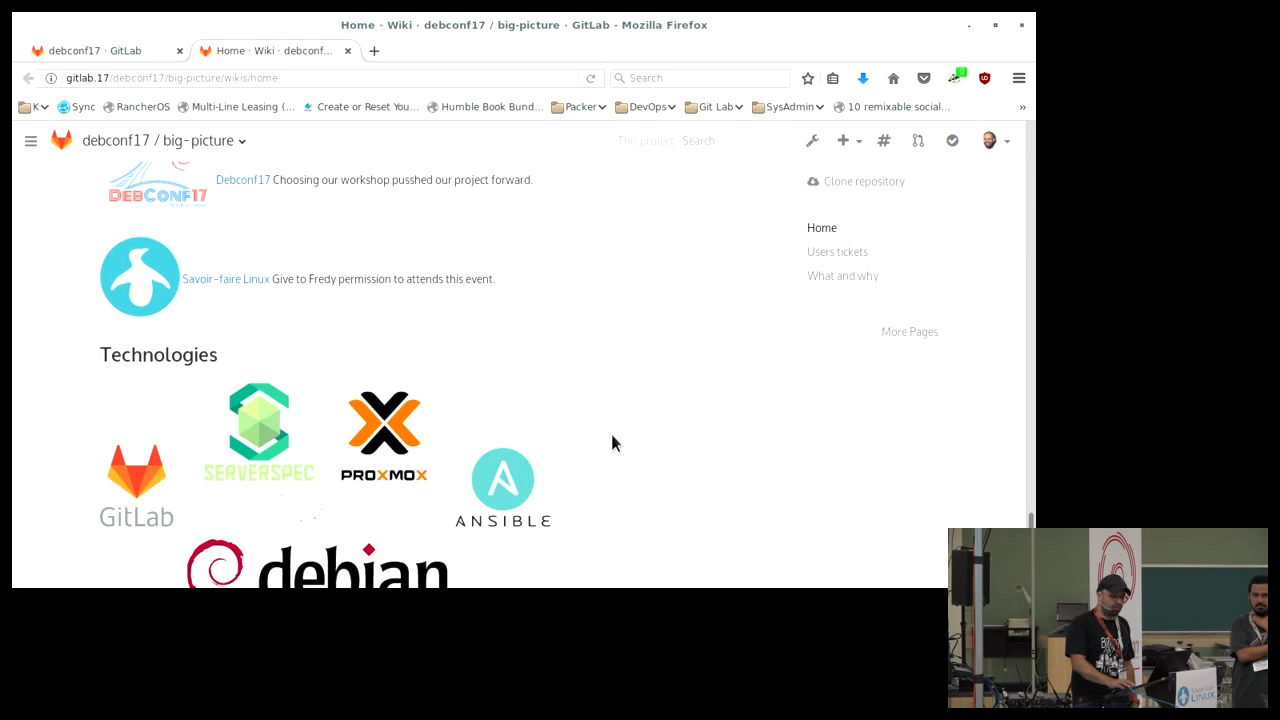 Home · Wiki · debconf17 / big-picture · GitLab - Mozilla Firefox
debconf17 · GitLab
Home · Wiki · debconf...
gitlab.17/debconf17/big-picture/wikis/home
Search
K
Sync
RancherOS
Multi-Line Leasing (...
Create or Reset You...
Humble Book Bund...
Packer
DevOps
Git Lab
SysAdmin
10 remixable social...
»
debconf17 / big-picture
This project
Search
DEBCONF17
Debconf17 Choosing our workshop pusshed our project forward.
Clone repository
Home
Users tickets
What and why
More Pages
Savoir-faire Linux Give to Fredy permission to attends this event.
Technologies
GitLab
SERVERSPEC
PROXMOX
ANSIBLE
debian
LINUX